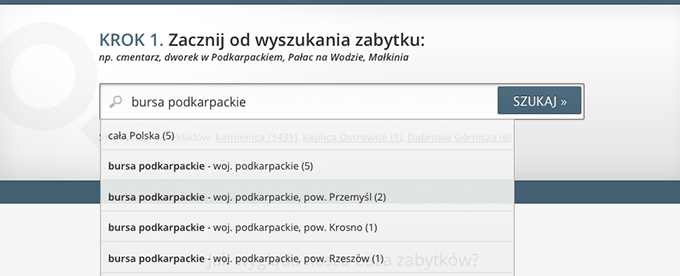 KROK 1. Zacznij od wyszukania zabytku:
np. cmentarz, dworek w Podkarpackiem, Pałac na Wodzie, Małkinia
bursa podkarpackie
SZUKAJ »
cała Polska (5)
kładów: kamienica (3431), kaplica Ostrowite (1), Dąbrowa Górnicza (6)
bursa podkarpackie - woj. podkarpackie (5)
bursa podkarpackie - woj. podkarpackie, pow. Przemyśl (2)
bursa podkarpackie - woj. podkarpackie, pow. Krosno (1)
bursa podkarpackie - woj. podkarpackie, pow. Rzeszów (1)
zabytków?